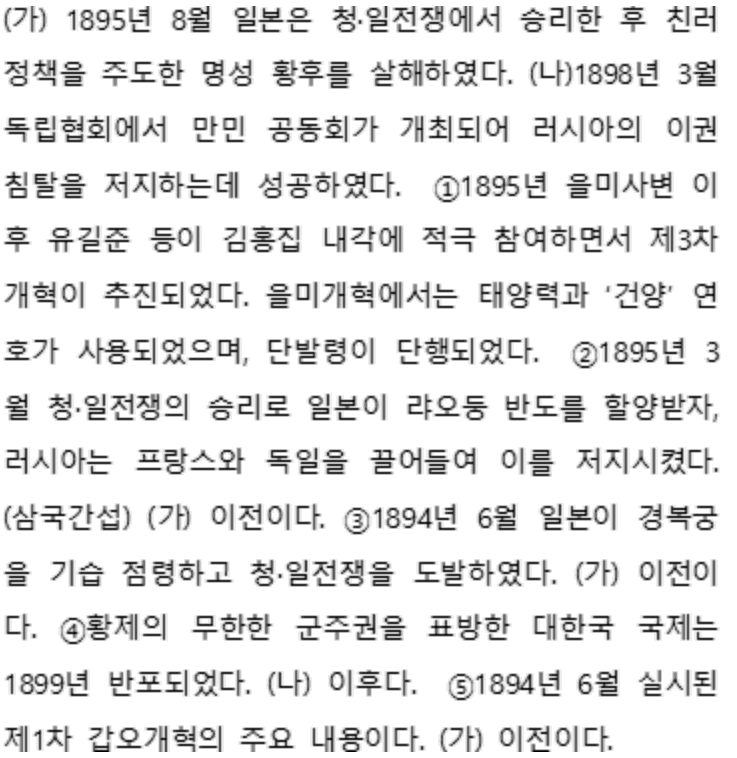 (가) 1895년 8월 일본은 청·일전쟁에서 승리한 후 친러
정책을 주도한 명성 황후를 살해하였다. (나)1898년 3월
독립협회에서 만민 공동회가 개최되어 러시아의 이권
침탈을 저지하는데 성공하였다. ①1895년 을미사변 이
후 유길준 등이 김홍집 내각에 적극 참여하면서 제3차
개혁이 추진되었다. 을미개혁에서는 태양력과 ‘건양’ 연
호가 사용되었으며, 단발령이 단행되었다. ②1895년 3
월 청·일전쟁의 승리로 일본이 랴오둥 반도를 할양받자,
러시아는 프랑스와 독일을 끌어들여 이를 저지시켰다.
(삼국간섭) (가) 이전이다. ③1894년 6월 일본이 경복궁
을 기습 점령하고 청·일전쟁을 도발하였다. (가) 이전이
다. ④황제의 무한한 군주권을 표방한 대한국 국제는
1899년 반포되었다. (나) 이후다. ⑤1894년 6월 실시된
제1차 갑오개혁의 주요 내용이다. (가) 이전이다.